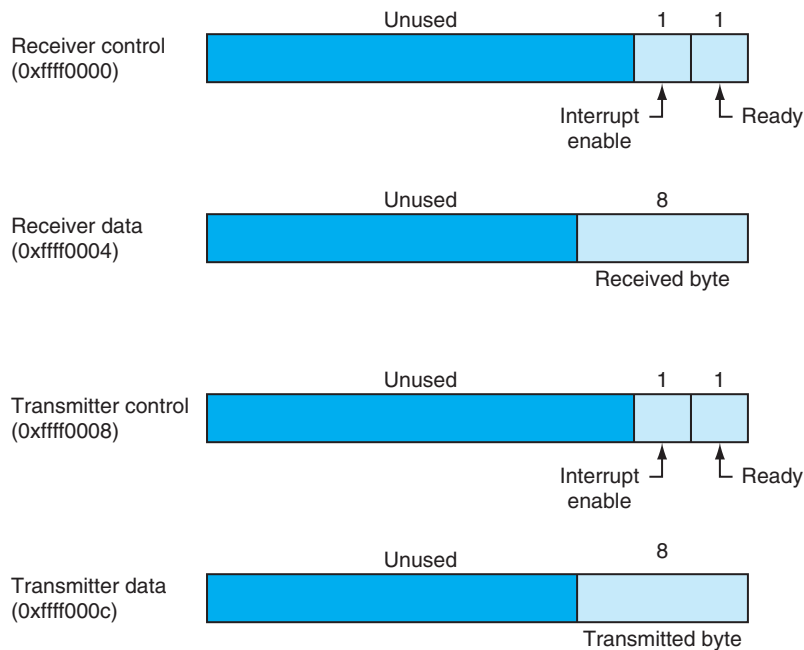 Unused 1 1
Receiver control
(0xffff0000)
Interrupt
enable
Ready
Unused 8
Receiver data
(0xffff0004)
Received byte
Unused 1 1
Transmitter control
(0xffff0008)
Interrupt
enable
Ready
Unused 8
Transmitter data
(0xffff000c)
Transmitted byte